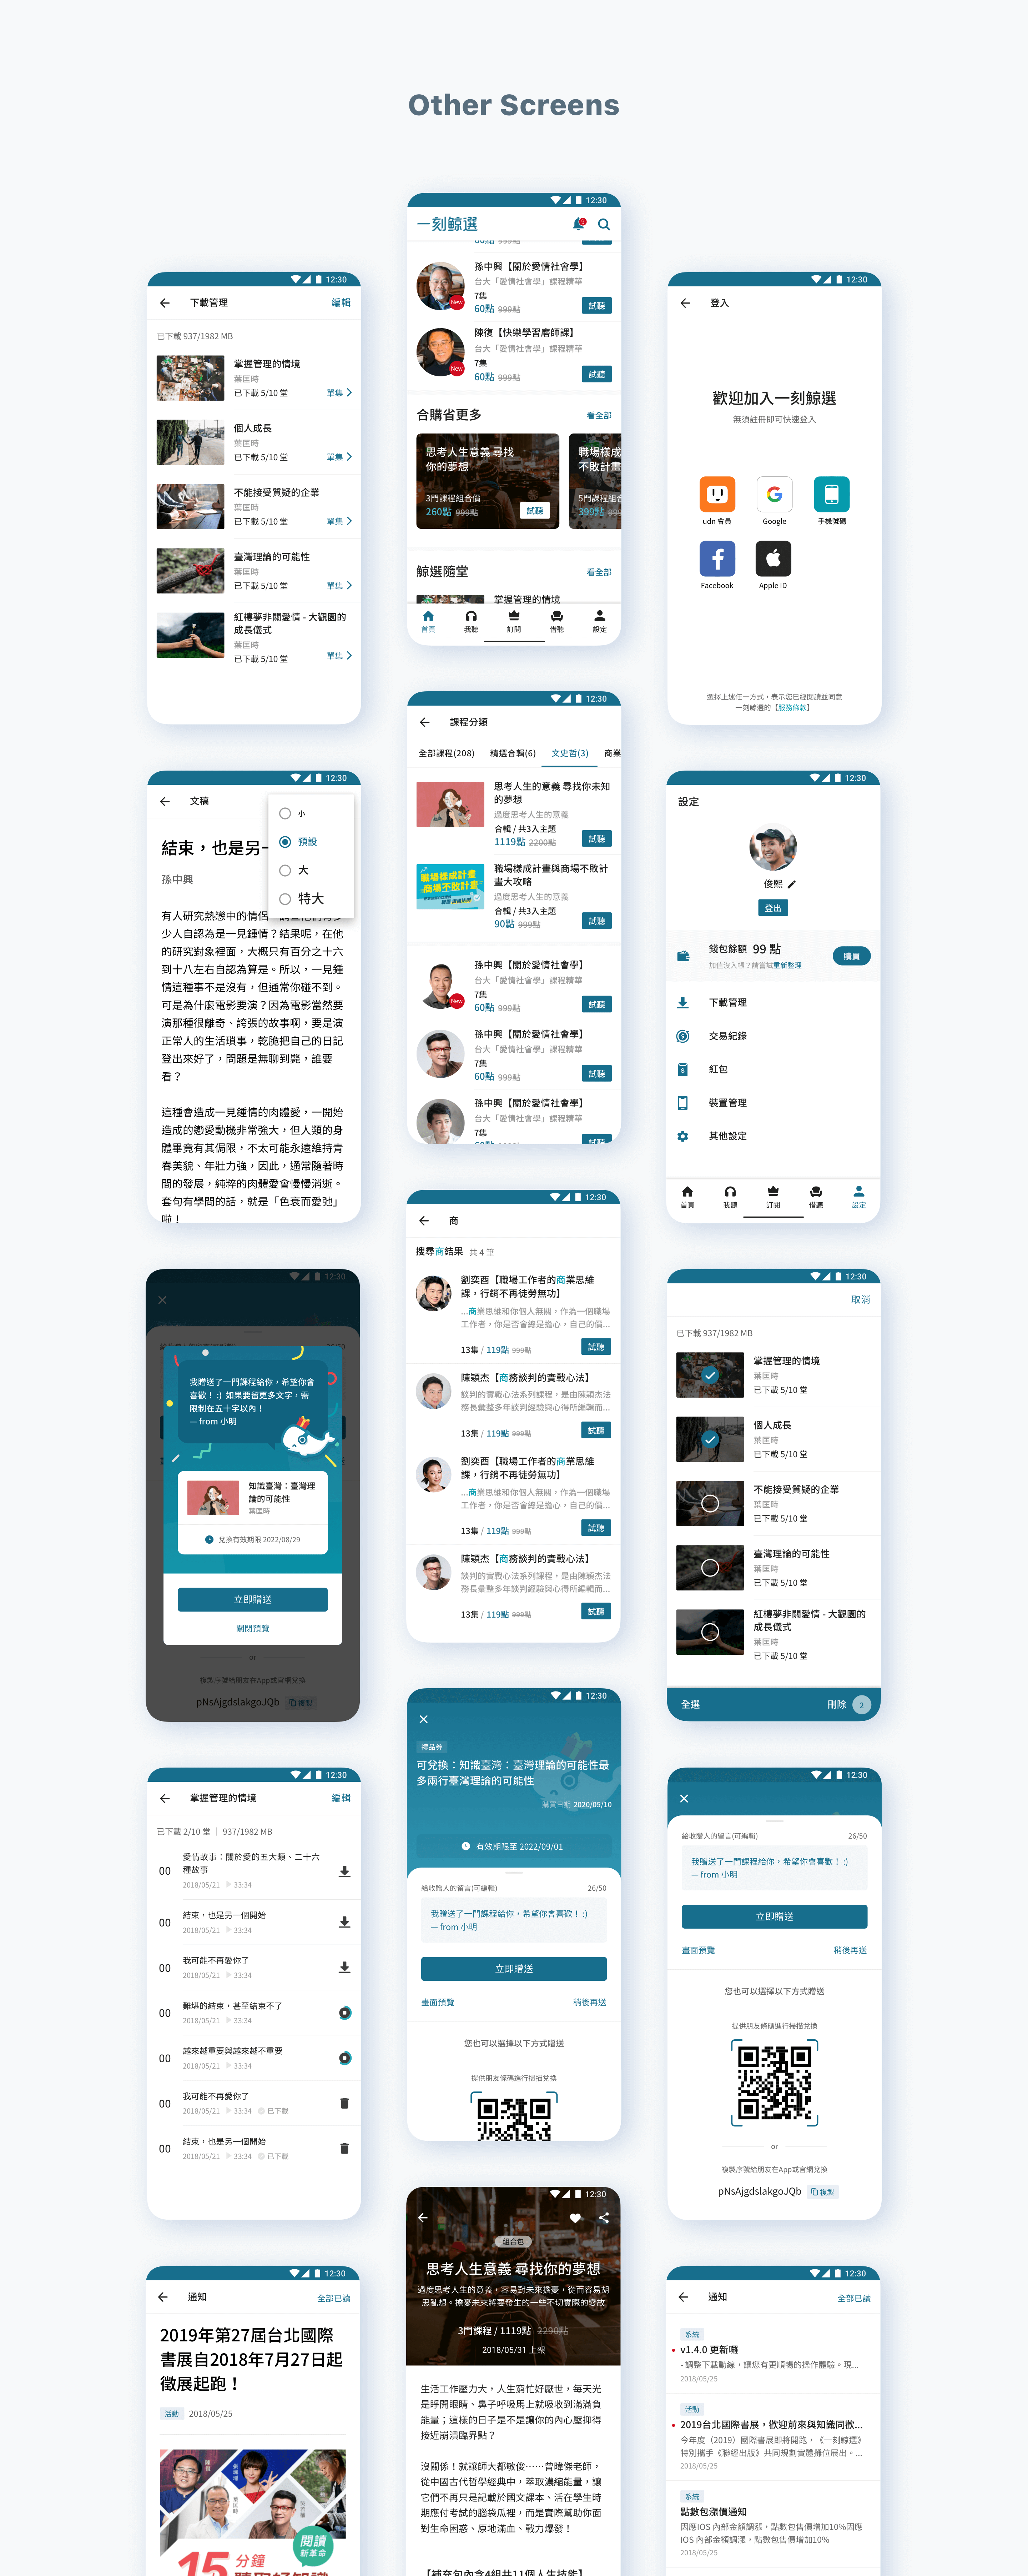 Other Screens
12:30
下載管理
編輯
已下載 937/1982 MB
掌握管理的情境
葉匡時
已下載 5/10 堂
單集
個人成長
葉匡時
已下載 5/10 堂
單集
不能接受質疑的企業
葉匡時
已下載 5/10 堂
單集
臺灣理論的可能性
葉匡時
已下載 5/10 堂
單集
紅樓夢非關愛情 - 大觀園的
成長儀式
葉匡時
已下載 5/10 堂
單集
12:30
文稿
小
預設
大
特大
結束，也是另一
孫中興
有人研究熱戀中的情侶
少人自認為是一見鍾情？結果呢，在他
的研究對象裡面，大概只有百分之十六
到十八左右自認為算是。所以，一見鍾
情這種事不是沒有，但通常你碰不到。
可是為什麼電影要演？因為電影當然要
演那種很離奇、誇張的故事啊，要是演
正常人的生活瑣事，乾脆把自己的日記
登出來好了，問題是無聊到斃，誰要
看？
這種會造成一見鍾情的肉體愛，一開始
造成的戀愛動機非常強大，但人類的身
體畢竟有其侷限，不太可能永遠維持青
春美貌、年壯力強，因此，通常隨著時
間的發展，純粹的肉體愛會慢慢消逝。
套句有學問的話，就是「色衰而愛弛」
啦！
12:30
我贈送了一門課程給你，希望你會
喜歡！ :) 如果要留更多文字，需
限制在五十字以內！
— from 小明
知識臺灣：臺灣理
論的可能性
葉匡時
兌換有效期限 2022/08/29
立即贈送
關閉預覽
or
複製序號給朋友在App或官網兌換
pNsAjgdslakgoJQb
複製
12:30
掌握管理的情境
編輯
已下載 2/10 堂｜937/1982 MB
00
愛情故事：關於愛的五大類、二十六
種故事
2018/05/21
33:34
00
結束，也是另一個開始
2018/05/21
33:34
00
我可能不再愛你了
2018/05/21
33:34
00
難堪的結束，甚至結束不了
2018/05/21
33:34
00
越來越重要與越來越不重要
2018/05/21
33:34
00
我可能不再愛你了
2018/05/21
33:34
已下載
00
結束，也是另一個開始
2018/05/21
33:34
已下載
12:30
通知
全部已讀
2019年第27屆台北國際
書展自2018年7月27日起
徵展起跑！
活動
2018/05/25
閱讀
新革命
15分鐘
12:30
一刻鯨選
60點 999點
孫中興【關於愛情社會學】
台大「愛情社會學」課程精華
7集
60點 999點
New
試聽
陳復【快樂學習磨師課】
台大「愛情社會學」課程精華
7集
60點 999點
New
試聽
合購省更多
看全部
思考人生意義 尋找
你的夢想
3門課程組合價
260點 999點
試聽
職場樣成
不敗計畫
5門課程組合
399點 999
鯨選隨堂
看全部
掌握管理的情境
首頁
我聽
訂閱
借聽
設定
12:30
課程分類
全部課程(208)
精選合輯(6)
文史哲(3)
商業
思考人生的意義 尋找你未知
的夢想
過度思考人生的意義
合輯 / 共3入主題
1119點 2200點
試聽
職場樣成計畫
商場不敗計畫
職場樣成計畫與商場不敗計
畫大攻略
過度思考人生的意義
合輯 / 共3入主題
90點 999點
試聽
孫中興【關於愛情社會學】
台大「愛情社會學」課程精華
7集
60點 999點
New
試聽
孫中興【關於愛情社會學】
台大「愛情社會學」課程精華
7集
60點 999點
試聽
孫中興【關於愛情社會學】
台大「愛情社會學」課程精華
7集
60點 999點
試聽
12:30
商
搜尋商結果
共 4 筆
劉奕酉【職場工作者的商業思維
課，行銷不再徒勞無功】
...商業思維和你個人無關，作為一個職場
工作者，你是否會總是擔心，自己的價...
13集 / 119點 999點
試聽
陳穎杰【商務談判的實戰心法】
談判的實戰心法系列課程，是由陳穎杰法
務長彙整多年談判經驗與心得所編輯而...
13集 / 119點 999點
試聽
劉奕酉【職場工作者的商業思維
課，行銷不再徒勞無功】
...商業思維和你個人無關，作為一個職場
工作者，你是否會總是擔心，自己的價...
13集 / 119點 999點
試聽
陳穎杰【商務談判的實戰心法】
談判的實戰心法系列課程，是由陳穎杰法
務長彙整多年談判經驗與心得所編輯而...
13集 / 119點 999點
試聽
12:30
禮品券
可兌換：知識臺灣：臺灣理論的可能性最
多兩行臺灣理論的可能性
購買日期 2020/05/10
有效期限至 2022/09/01
給收贈人的留言(可編輯)
26/50
我贈送了一門課程給你，希望你會喜歡！ :)
— from 小明
立即贈送
畫面預覽
稍後再送
您也可以選擇以下方式贈送
提供朋友條碼進行掃描兌換
12:30
組合包
思考人生意義 尋找你的夢想
過度思考人生的意義，容易對未來擔憂，從而容易胡
思亂想。擔憂未來將要發生的一些不切實際的變故
3門課程 / 1119點 2290點
2018/05/31 上架
生活工作壓力大，人生窮忙好厭世，每天光
是睜開眼睛、鼻子呼吸馬上就吸收到滿滿負
能量；這樣的日子是不是讓你的內心壓抑得
接近崩潰臨界點？
沒關係！就讓師大都敏俊⋯⋯曾暐傑老師，
從中國古代哲學經典中，萃取濃縮能量，讓
它們不再只是記載於國文課本、活在學生時
期應付考試的腦袋瓜裡，而是實際幫助你面
對生命困惑、原地滿血、戰力爆發！
【補充包內含4組共11個人生技能】
12:30
登入
歡迎加入一刻鯨選
無須註冊即可快速登入
udn 會員
Google
手機號碼
Facebook
Apple ID
選擇上述任一方式，表示您已經閱讀並同意
一刻鯨選的【服務條款】
12:30
設定
俊熙
登出
錢包餘額 99 點
加值沒入帳？請嘗試重新整理
購買
下載管理
交易紀錄
紅包
裝置管理
其他設定
首頁
我聽
訂閱
借聽
設定
12:30
取消
已下載 937/1982 MB
掌握管理的情境
葉匡時
已下載 5/10 堂
個人成長
葉匡時
已下載 5/10 堂
不能接受質疑的企業
葉匡時
已下載 5/10 堂
臺灣理論的可能性
葉匡時
已下載 5/10 堂
紅樓夢非關愛情 - 大觀園的
成長儀式
葉匡時
已下載 5/10 堂
全選
刪除
2
12:30
給收贈人的留言(可編輯)
26/50
我贈送了一門課程給你，希望你會喜歡！ :)
— from 小明
立即贈送
畫面預覽
稍後再送
您也可以選擇以下方式贈送
提供朋友條碼進行掃描兌換
or
複製序號給朋友在App或官網兌換
pNsAjgdslakgoJQb
複製
12:30
通知
全部已讀
系統
v1.4.0 更新囉
- 調整下載動線，讓您有更順暢的操作體驗。現...
2018/05/25
活動
2019台北國際書展，歡迎前來與知識同歡...
今年度（2019）國際書展即將開跑，《一刻鯨選》
特別攜手《聯經出版》共同規劃實體攤位展出。...
2018/05/25
系統
點數包漲價通知
因應IOS 內部金額調漲，點數包售價增加10%因應
IOS 內部金額調漲，點數包售價增加10%
2018/05/25